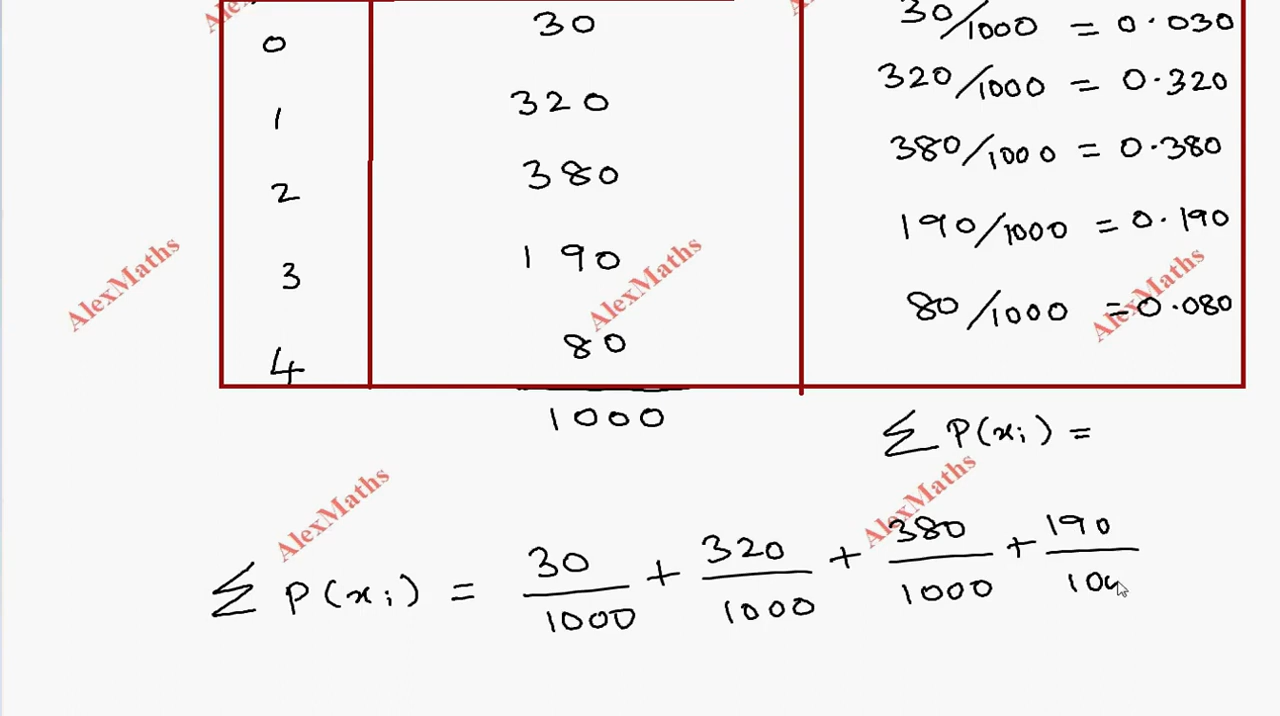 0 30 30/1000 = 0.030
1 320 320/1000 = 0.320
2 380 380/1000 = 0.380
3 190 190/1000 = 0.190
4 80 80/1000 = 0.080
1000
∑ P(xi) =
∑ P(xi) = 30/1000 + 320/1000 + 380/1000 + 190/100
AlexMaths
AlexMaths
AlexMaths
AlexMaths
AlexMaths